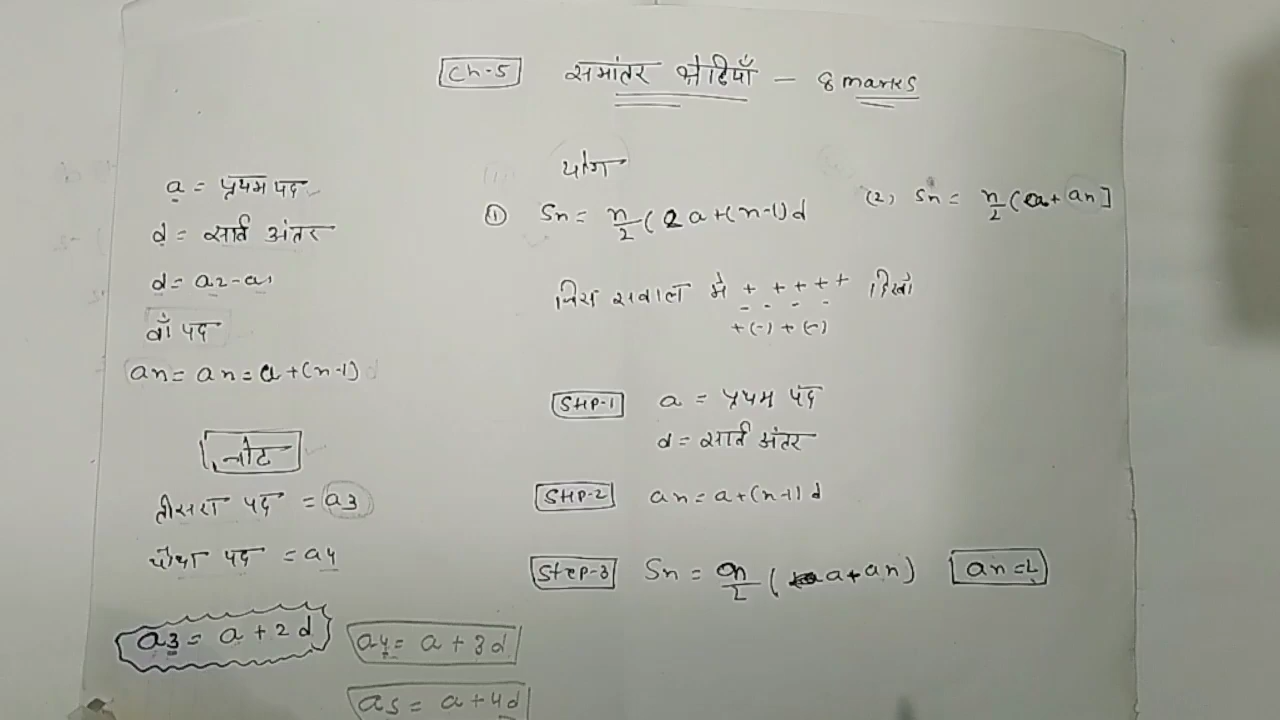 Ch-5 समांतर श्रेढियाँ - 8 marks
a = प्रथम पद
d = सार्व अंतर
d = a2-a1
वाँ पद
an = an = a+(n-1)d
नोट
तीसरा पद = a3
चौथा पद = a4
a3 = a + 2d
a4 = a + 3d
a5 = a + 4d
योग
① Sn = n/2 (2a+(n-1)d
(2) Sn = n/2 (a+an]
जिस सवाल में + + + + + दिखे
- - - -
+(-) + (-)
Step-1 a = प्रथम पद
d = सार्व अंतर
Step-2 an = a+(n-1)d
Step-3 Sn = n/2 (a+an) an = L